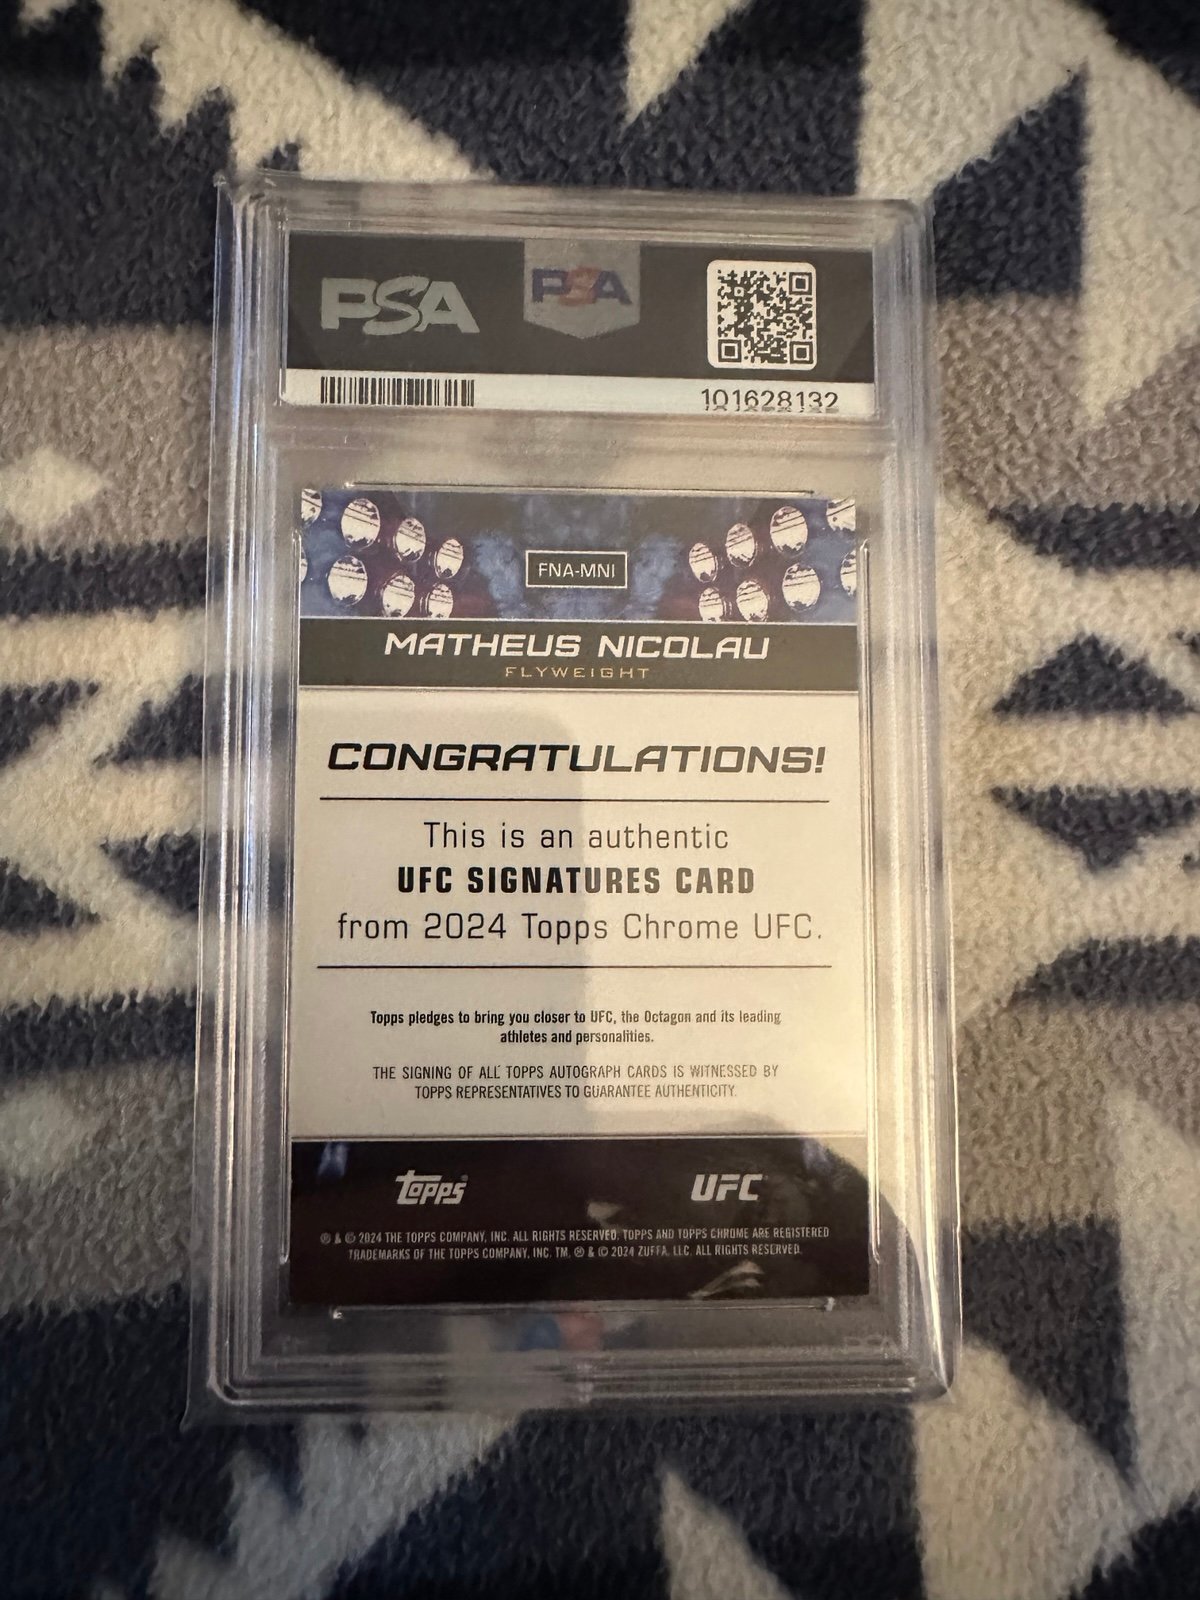 PSA
PSA
101628132
FNA-MNI
MATHEUS NICOLAU
FLYWEIGHT
CONGRATULATIONS!
This is an authentic
UFC SIGNATURES CARD
from 2024 Topps Chrome UFC.
Topps pledges to bring you closer to UFC, the Octagon and its leading
athletes and personalities.
THE SIGNING OF ALL TOPPS AUTOGRAPH CARDS IS WITNESSED BY
TOPPS REPRESENTATIVES TO GUARANTEE AUTHENTICITY.
topps UFC
® & © 2024 THE TOPPS COMPANY, INC. ALL RIGHTS RESERVED. TOPPS AND TOPPS CHROME ARE REGISTERED
TRADEMARKS OF THE TOPPS COMPANY, INC. TM, ® & © 2024 ZUFFA, LLC. ALL RIGHTS RESERVED.